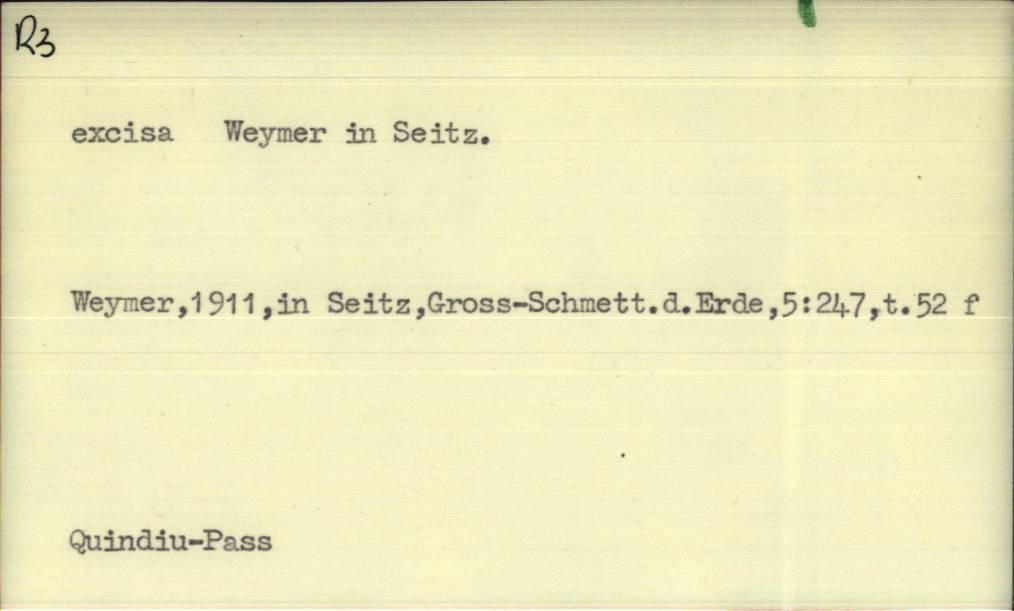 R3
excisa Weymer in Seitz.
Weymer,1911,in Seitz,Gross-Schmett.d.Erde,5:247,t.52 f
Quindiu-Pass